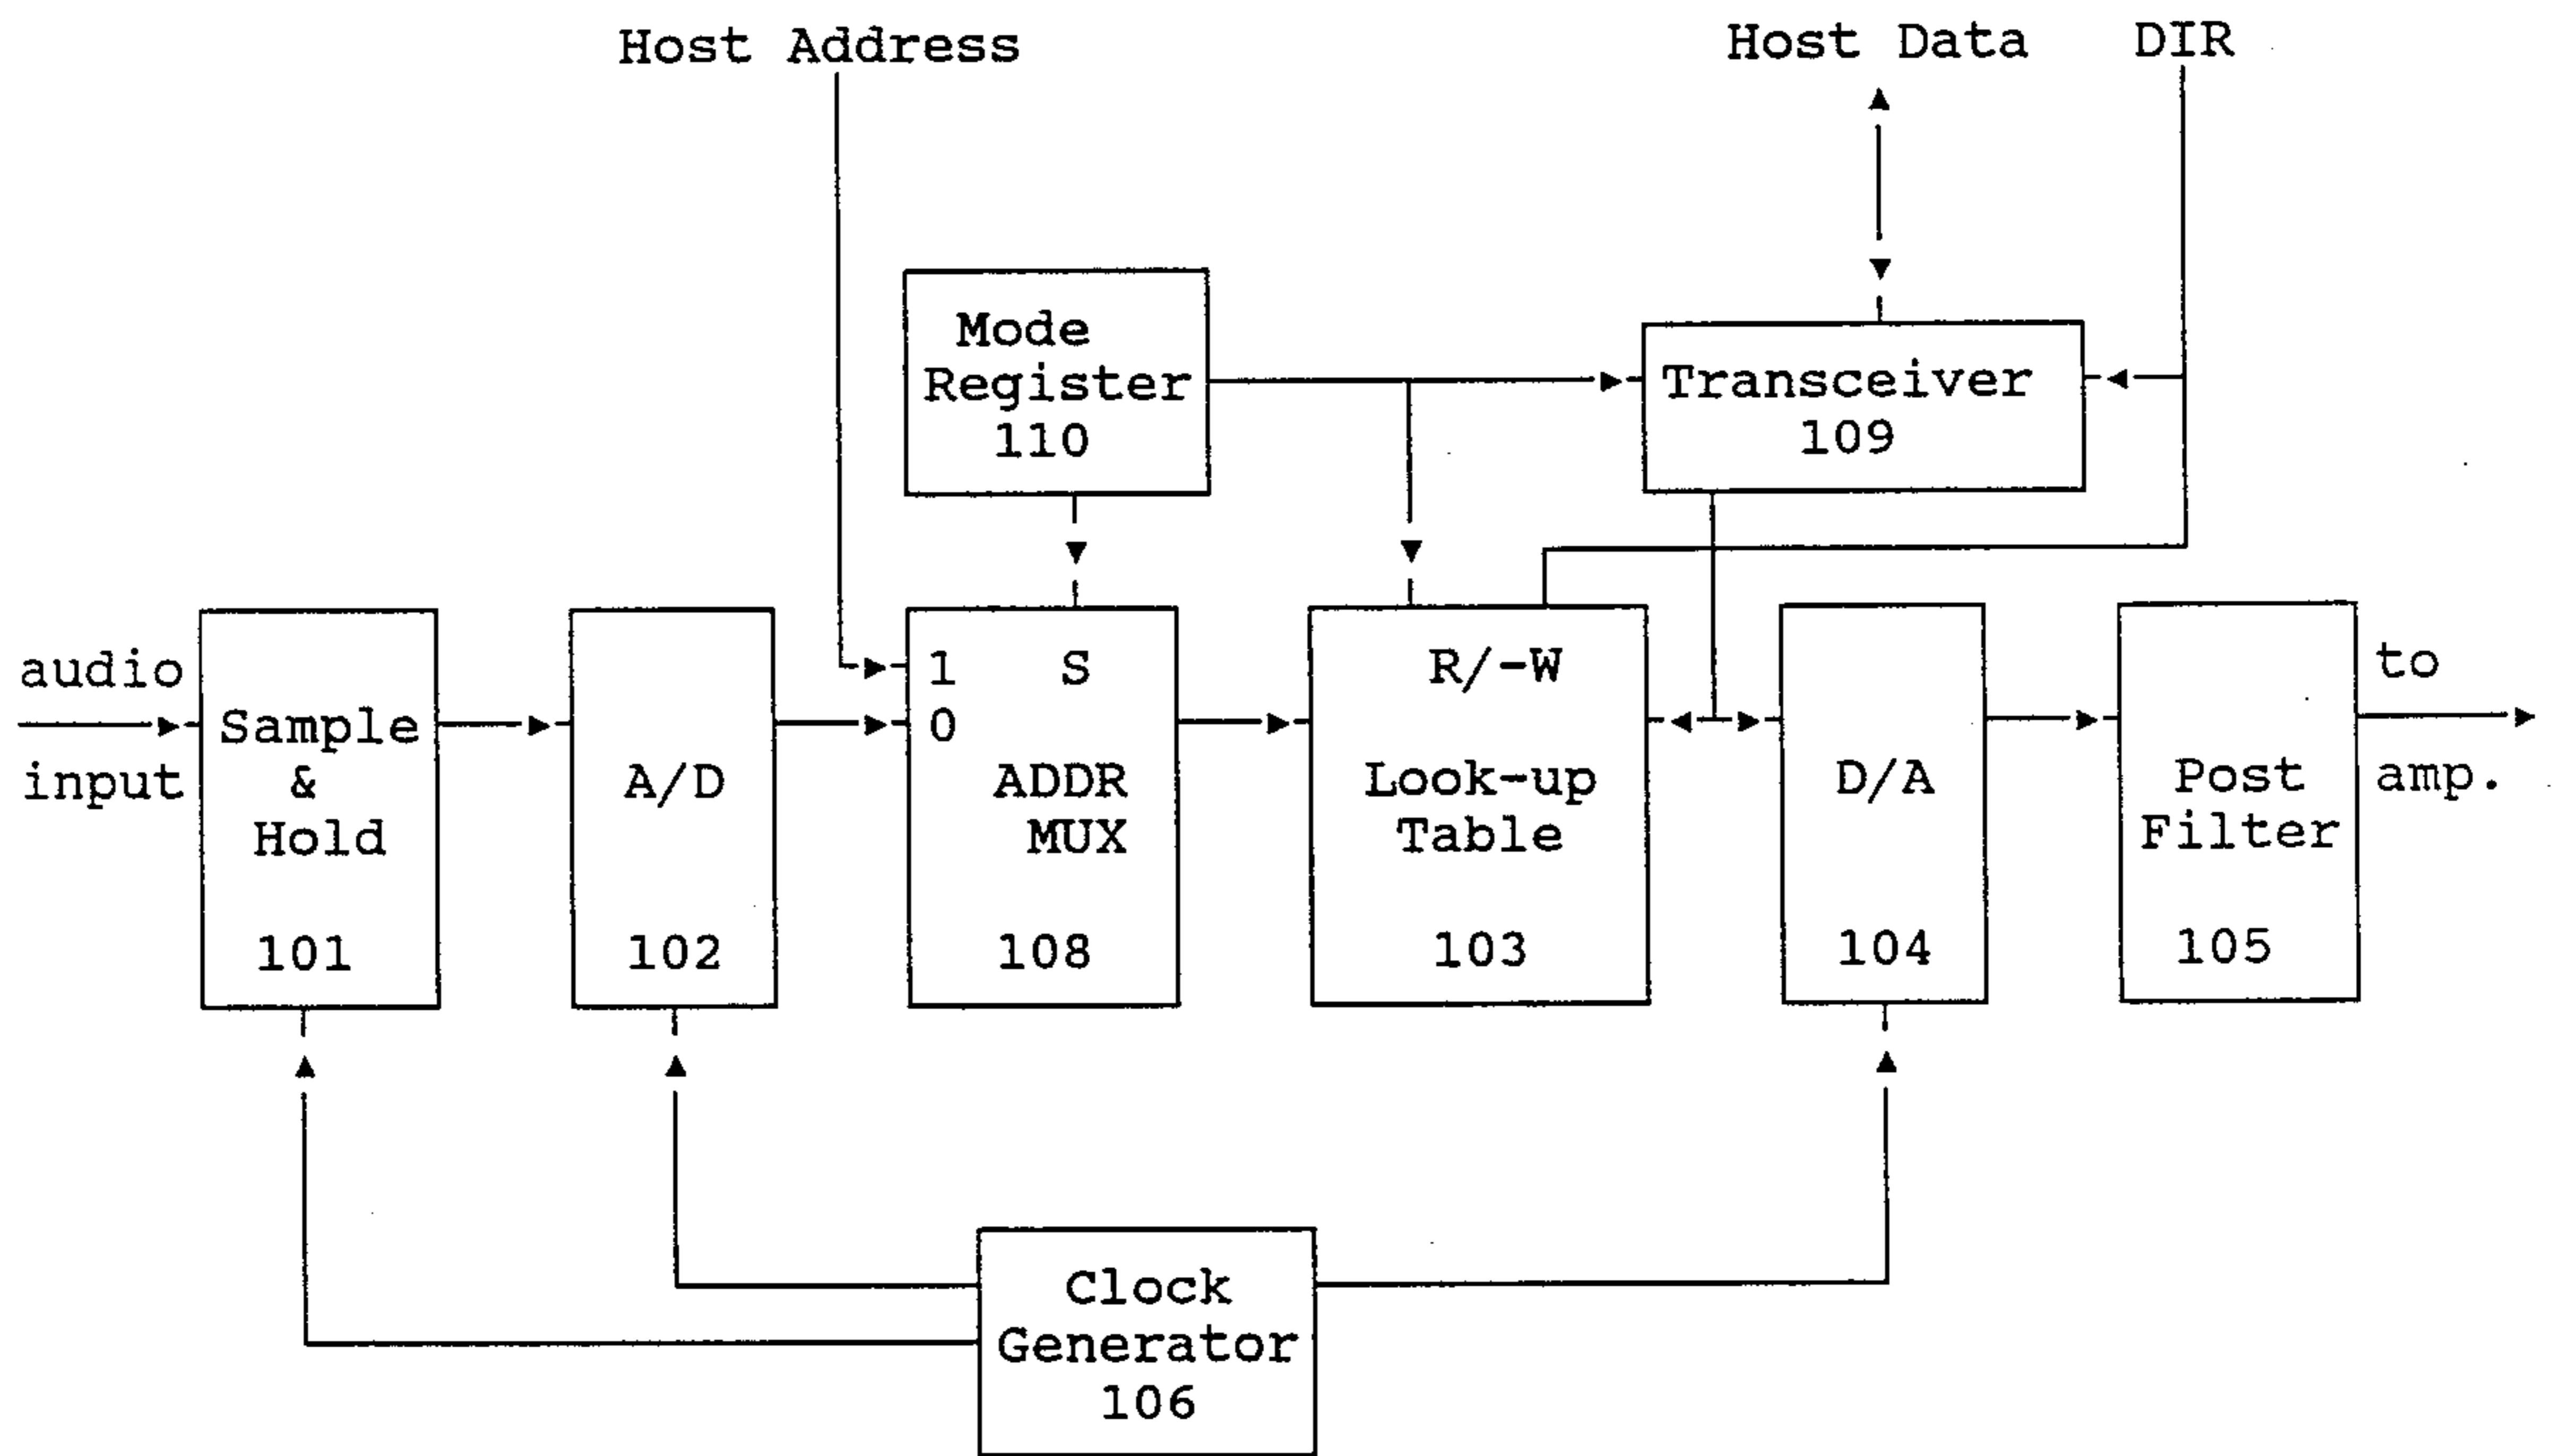 Host Address
Host Data
DIR
Mode
Register
110
Transceiver
109
audio
input
Sample
&
Hold
101
A/D
102
1
0
S
ADDR
MUX
108
R/-W
Look-up
Table
103
D/A
104
Post
Filter
105
to
amp.
Clock
Generator
106